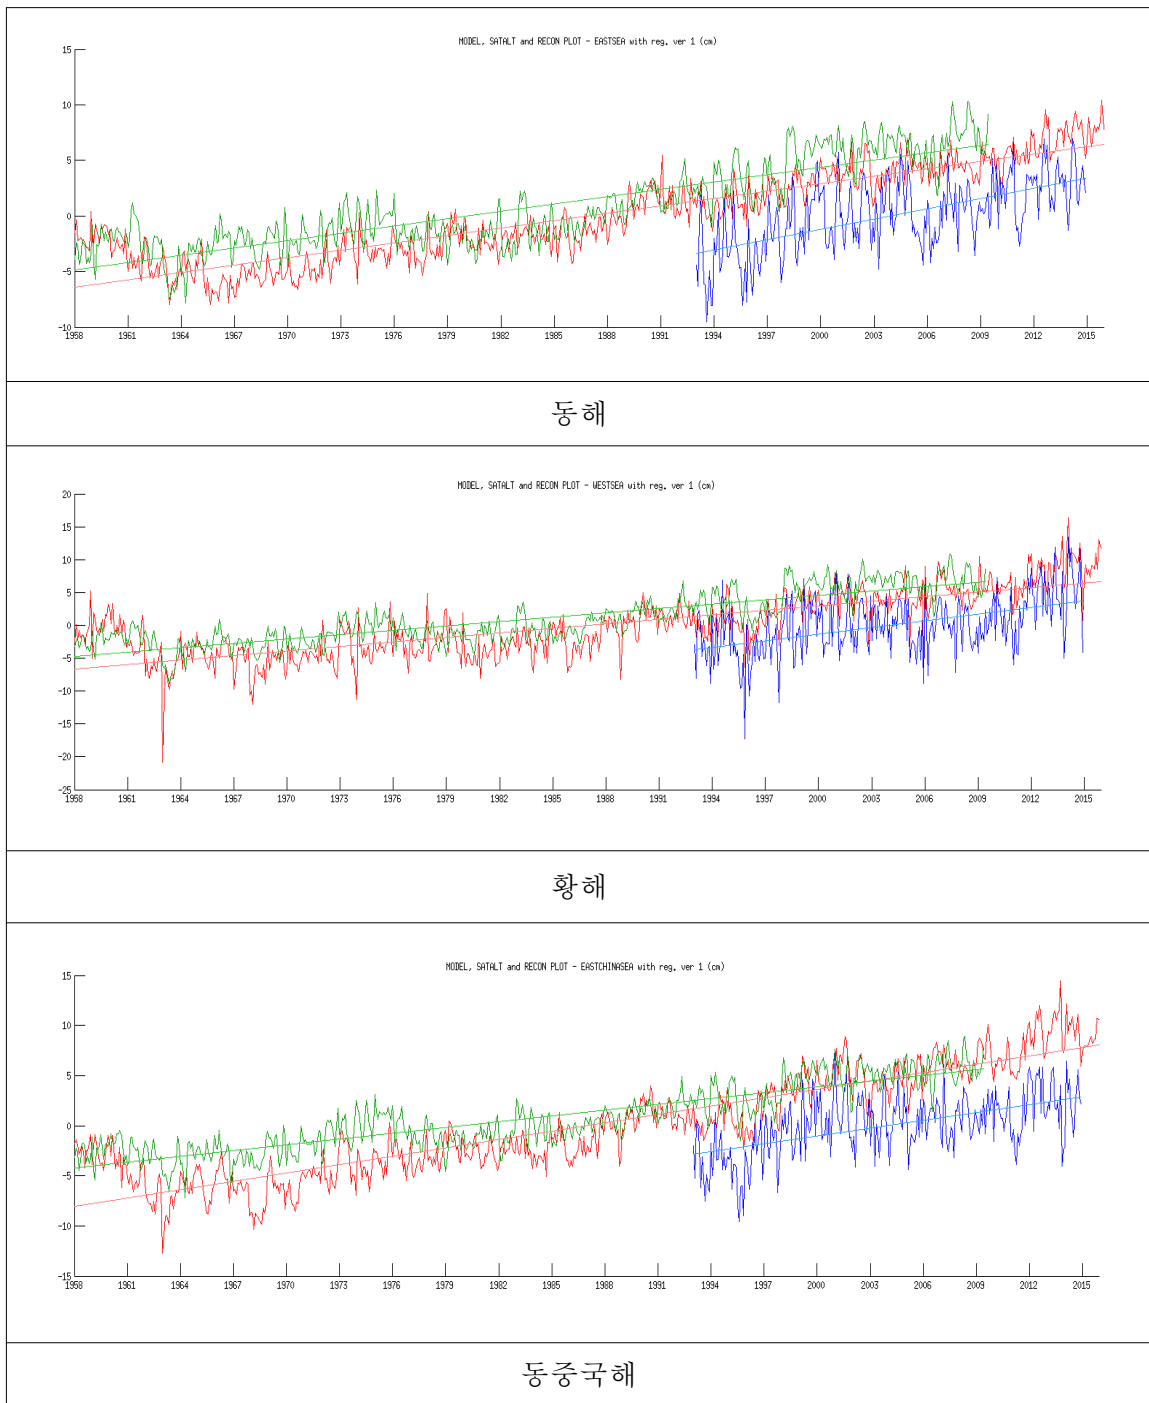 MODEL, SATALT and RECON PLOT - EASTSEA with reg. ver 1 (cm)
15
10
5
0
-5
-10
1958 1961 1964 1967 1970 1973 1976 1979 1982 1985 1988 1991 1994 1997 2000 2003 2006 2009 2012 2015
동해
MODEL, SATALT and RECON PLOT - WESTSEA with reg. ver 1 (cm)
20
15
10
5
0
-5
-10
-15
-20
-25
1958 1961 1964 1967 1970 1973 1976 1979 1982 1985 1988 1991 1994 1997 2000 2003 2006 2009 2012 2015
황해
MODEL, SATALT and RECON PLOT - EASTCHINASEA with reg. ver 1 (cm)
15
10
5
0
-5
-10
-15
1958 1961 1964 1967 1970 1973 1976 1979 1982 1985 1988 1991 1994 1997 2000 2003 2006 2009 2012 2015
동중국해